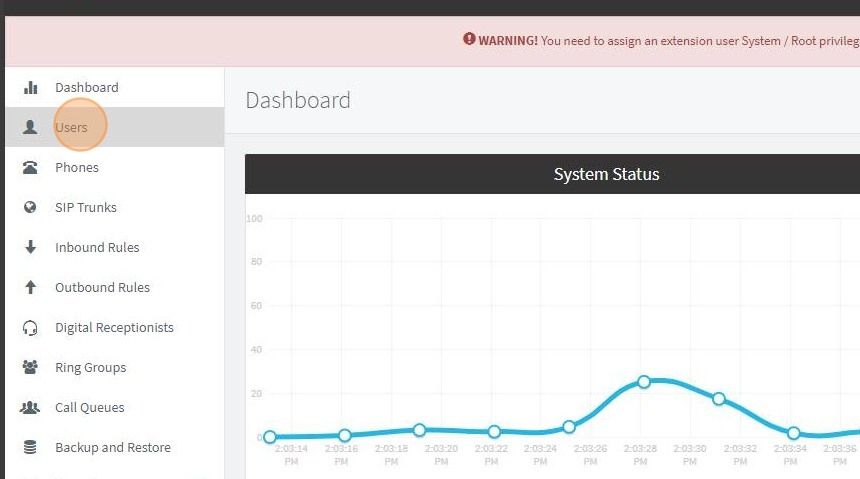 WARNING! You need to assign an extension user System / Root privileg
Dashboard
Users
Phones
SIP Trunks
Inbound Rules
Outbound Rules
Digital Receptionists
Ring Groups
Call Queues
Backup and Restore
Dashboard
System Status
100
80
60
40
20
0
2:03:14 PM
2:03:16 PM
2:03:18 PM
2:03:20 PM
2:03:22 PM
2:03:24 PM
2:03:26 PM
2:03:28 PM
2:03:30 PM
2:03:32 PM
2:03:34 PM
2:03:36 PM